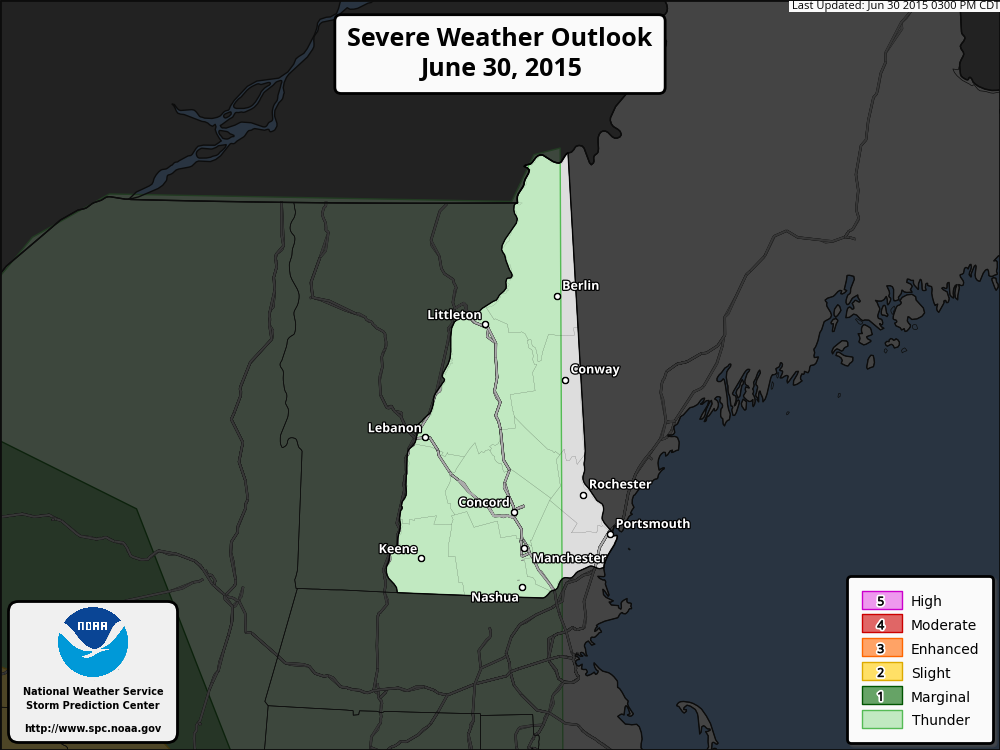 Last Updated: Jun 30 2015 0300 PM CDT
Severe Weather Outlook
June 30, 2015
Berlin
Littleton
Conway
Lebanon
Rochester
Concord
Portsmouth
Keene
Manchester
Nashua
5 High
4 Moderate
3 Enhanced
2 Slight
1 Marginal
Thunder
NOAA
National Weather Service
Storm Prediction Center
http://www.spc.noaa.gov